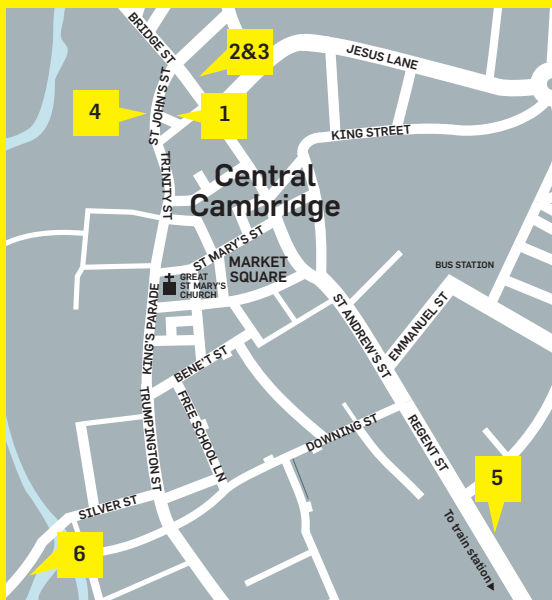 BRIDGE ST
2&3
JESUS LANE
4
ST JOHN'S ST
1
KING STREET
TRINITY ST
Central
Cambridge
ST MARY'S ST
MARKET
SQUARE
BUS STATION
GREAT
ST MARY'S
CHURCH
KING'S PARADE
ST ANDREW'S ST
EMMANUEL ST
BENE'T ST
TRUMPINGTON ST
FREE SCHOOL LN
DOWNING ST
REGENT ST
5
SILVER ST
To train station
6